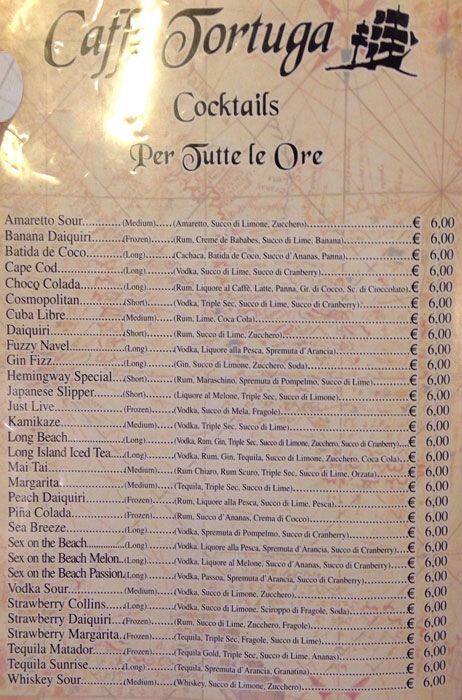 Caffè Tortuga
Cocktails
Per Tutte le Ore
Amaretto Sour..........(Medium).....(Amaretto, Succo di Limone, Zucchero)..........€ 6,00
Banana Daiquiri..........(Frozen).....(Rum, Creme de Bababes, Succo di Lime, Banana)..........€ 6,00
Batida de Coco..........(Long).....(Cachaca, Batida de Coco, Succo d'Ananas, Panna)..........€ 6,00
Cape Cod..........(Long).....(Vodka, Succo di Lime, Succo di Cranberry)..........€ 6,00
Choco Colada..........(Long).....(Rum, Liquore al Caffè, Latte, Panna, Gr. di Cocco, Sc. di Cioccolato).€ 6,00
Cosmopolitan..........(Short).....(Vodka, Triple Sec, Succo di Lime, Succo di Cranberry)..........€ 6,00
Cuba Libre..........(Medium).....(Rum, Lime, Coca Cola)..........€ 6,00
Daiquiri..........(Short).....(Rum, Succo di Lime, Zucchero)..........€ 6,00
Fuzzy Navel..........(Long).....(Vodka, Liquore alla Pesca, Spremuta d'Arancia)..........€ 6,00
Gin Fizz..........(Long).....(Gin, Succo di Limone, Zucchero, Soda)..........€ 6,00
Hemingway Special...(Short).....(Rum, Maraschino, Spremuta di Pompelmo, Succo di Lime)..........€ 6,00
Japanese Slipper..........(Short).....(Liquore al Melone, Triple Sec, Succo di Limone)..........€ 6,00
Just Live..........(Frozen).....(Vodka, Succo di Mela, Fragole)..........€ 6,00
Kamikaze..........(Medium).....(Vodka, Triple Sec, Succo di Lime)..........€ 6,00
Long Beach..........(Long).....(Vodka, Rum, Gin, Triple Sec, Succo di Limone, Zucchero, Succo di Cranberry)...€ 6,00
Long Island Iced Tea.....(Long).....(Vodka, Rum, Gin, Tequila, Succo di Limone, Zucchero, Coca Cola)..€ 6,00
Mai Tai..........(Medium).....(Rum Chiaro, Rum Scuro, Triple Sec, Succo di Lime, Orzata)..........€ 6,00
Margarita..........(Medium).....(Tequila, Triple Sec, Succo di Lime)..........€ 6,00
Peach Daiquiri..........(Frozen).....(Rum, Liquore alla Pesca, Succo di Lime, Pesca)..........€ 6,00
Piña Colada..........(Frozen).....(Rum, Succo d'Ananas, Crema di Cocco)..........€ 6,00
Sea Breeze..........(Long).....(Vodka, Spremuta di Pompelmo, Succo di Cranberry)..........€ 6,00
Sex on the Beach..........(Long).....(Vodka, Liquore alla Pesca, Spremuta d'Arancia, Succo di Cranberry)....€ 6,00
Sex on the Beach Melon..(Long).....(Vodka, Liquore al Melone, Succo d'Ananas, Succo di Cranberry)..........€ 6,00
Sex on the Beach Passion.(Long).....(Vodka, Passoa, Spremuta d'Arancia, Succo di Cranberry)..........€ 6,00
Vodka Sour..........(Medium).....(Vodka, Succo di Limone, Zucchero)..........€ 6,00
Strawberry Collins..........(Long).....(Vodka, Succo di Limone, Sciroppo di Fragole, Soda)..........€ 6,00
Strawberry Daiquiri.....(Frozen).....(Rum, Succo di Lime, Zucchero, Fragole)..........€ 6,00
Strawberry Margarita..(Frozen).....(Tequila, Triple Sec, Fragole, Succo di Lime)..........€ 6,00
Tequila Matador..........(Frozen).....(Tequila Gold, Triple Sec, Succo di Lime, Ananas)..........€ 6,00
Tequila Sunrise..........(Long).....(Tequila, Spremuta d'Arancia, Granatina)..........€ 6,00
Whiskey Sour..........(Medium).....(Whiskey, Succo di Limone, Zucchero)..........€ 6,00